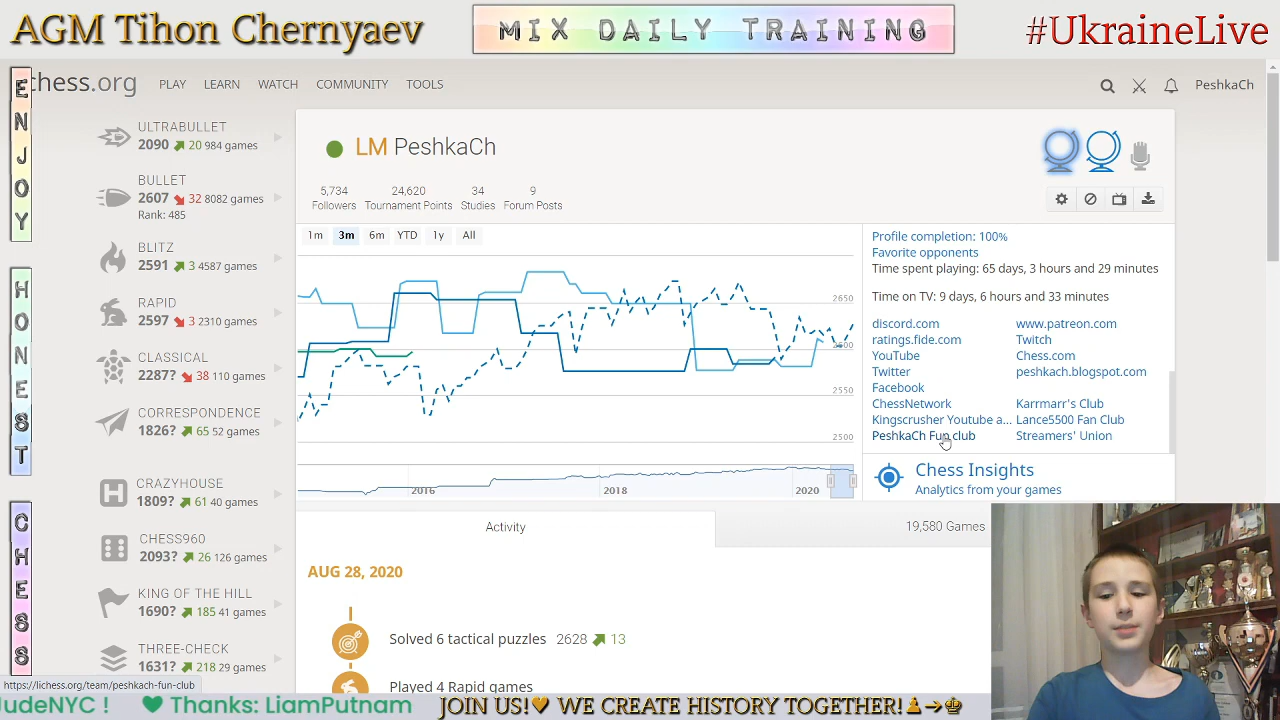 AGM Tihon Chernyaev
MIX DAILY TRAINING
#UkraineLive
ENJOY
HONEST
CHESS
chess.org
PLAY
LEARN
WATCH
COMMUNITY
TOOLS
PeshkaCh
ULTRABULLET
2090 20 984 games
BULLET
2607 32 8082 games
Rank: 485
BLITZ
2591 3 4587 games
RAPID
2597 3 2310 games
CLASSICAL
2287? 38 110 games
CORRESPONDENCE
1826? 65 52 games
CRAZYHOUSE
1809? 61 40 games
CHESS960
2093? 26 126 games
KING OF THE HILL
1690? 185 41 games
THREE-CHECK
1631? 218 29 games
https://lichess.org/team/peshkach-fun-club
LM PeshkaCh
5,734 24,620 34 9
Followers Tournament Points Studies Forum Posts
1m 3m 6m YTD 1y All
2650
2600
2550
2500
2016 2018 2020
Profile completion: 100%
Favorite opponents
Time spent playing: 65 days, 3 hours and 29 minutes
Time on TV: 9 days, 6 hours and 33 minutes
discord.com www.patreon.com
ratings.fide.com Twitch
YouTube Chess.com
Twitter peshkach.blogspot.com
Facebook
ChessNetwork Karrmarr's Club
Kingscrusher Youtube a... Lance5500 Fan Club
PeshkaCh Fun club Streamers' Union
Chess Insights
Analytics from your games
Activity
19,580 Games
AUG 28, 2020
Solved 6 tactical puzzles 2628 13
Played 4 Rapid games
JudeNYC ! Thanks: LiamPutnam
JOIN US! WE CREATE HISTORY TOGETHER!